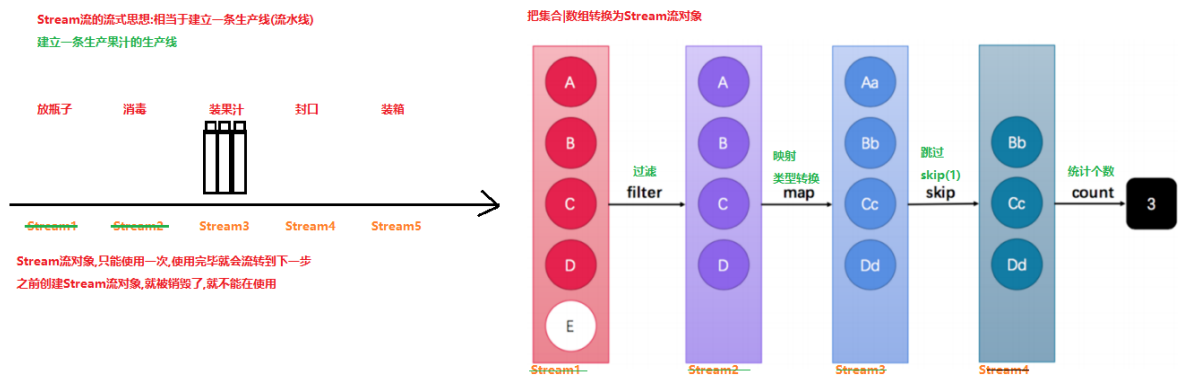 Stream流的流式思想:相当于建立一条生产线(流水线)
建立一条生产果汁的生产线
放瓶子 消毒 装果汁 封口 装箱
Stream1 Stream2 Stream3 Stream4 Stream5
Stream流对象,只能使用一次,使用完毕就会流转到下一步
之前创建Stream流对象,就被销毁了,就不能在使用
把集合|数组转换为Stream流对象
A
B
C
D
E
Stream1
过滤
filter
A
B
C
D
Stream2
映射
类型转换
map
Aa
Bb
Cc
Dd
Stream3
跳过
skip(1)
skip
Bb
Cc
Dd
Stream4
统计个数
count
3